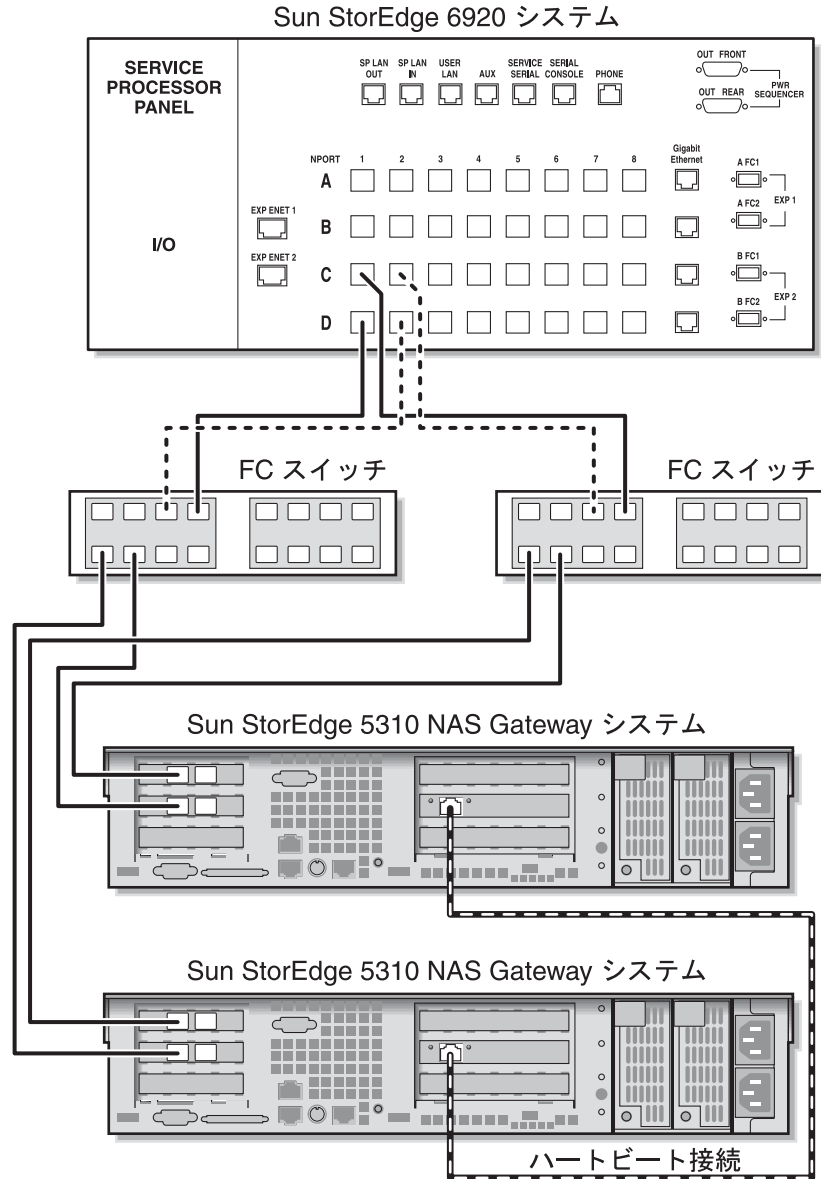 Sun StorEdge 6920 システム
SERVICE
PROCESSOR
PANEL
I/O
SP LAN
OUT
SP LAN
IN
USER
LAN
AUX
SERVICE
SERIAL
SERIAL
CONSOLE
PHONE
OUT FRONT
OUT REAR
PWR
SEQUENCER
NPORT 1 2 3 4 5 6 7 8
Gigabit
Ethernet
A
B
C
D
EXP ENET 1
EXP ENET 2
A FC1
A FC2
EXP 1
B FC1
B FC2
EXP 2
FC スイッチ
FC スイッチ
Sun StorEdge 5310 NAS Gateway システム
Sun StorEdge 5310 NAS Gateway システム
ハートビート接続